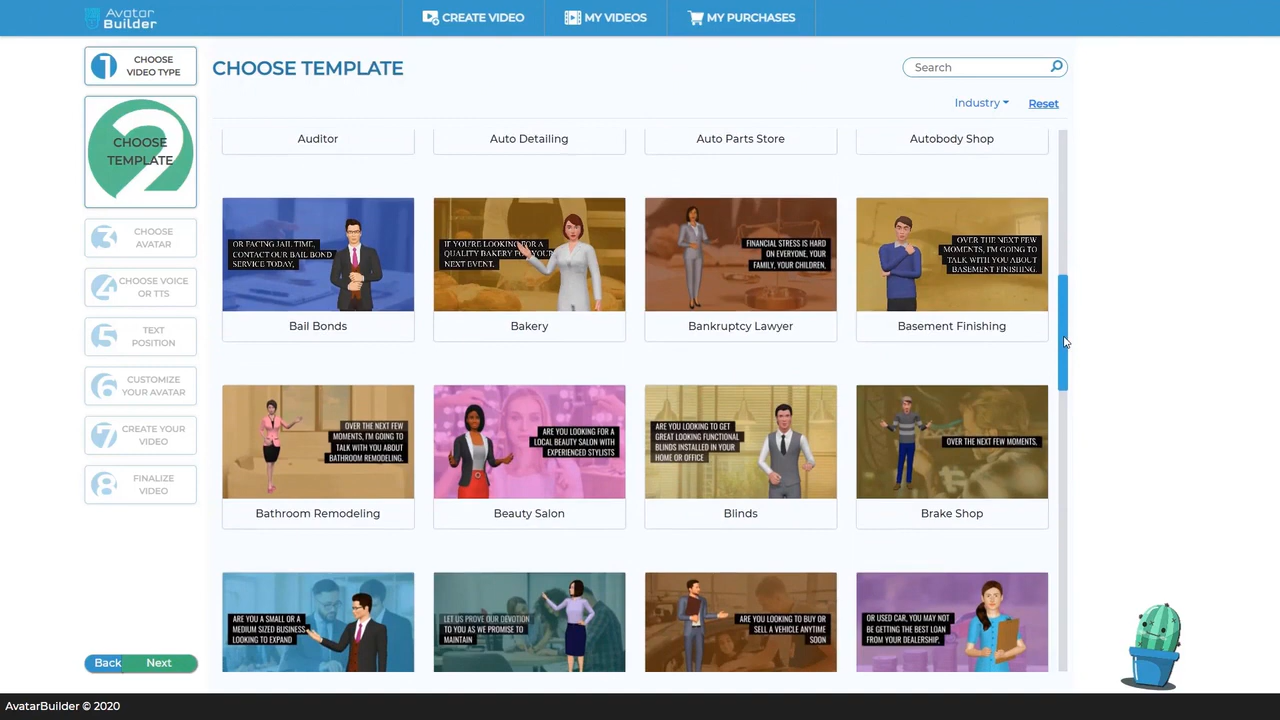 Avatar
Builder
CREATE VIDEO
MY VIDEOS
MY PURCHASES
1
CHOOSE
VIDEO TYPE
2
CHOOSE
TEMPLATE
3
CHOOSE
AVATAR
4
CHOOSE VOICE
OR TTS
5
TEXT
POSITION
6
CUSTOMIZE
YOUR AVATAR
7
CREATE YOUR
VIDEO
8
FINALIZE
VIDEO
Back
Next
CHOOSE TEMPLATE
Search
Industry
Reset
Auditor
Auto Detailing
Auto Parts Store
Autobody Shop
OR FACING JAIL TIME,
CONTACT OUR BAIL BOND
SERVICE TODAY,
Bail Bonds
IF YOU'RE LOOKING FOR A
QUALITY BAKERY FOR YOUR
NEXT EVENT.
Bakery
FINANCIAL STRESS IS HARD
ON EVERYONE, YOUR
FAMILY, YOUR CHILDREN,
Bankruptcy Lawyer
OVER THE NEXT FEW
MOMENTS, I'M GOING TO
TALK WITH YOU ABOUT
BASEMENT FINISHING.
Basement Finishing
OVER THE NEXT FEW
MOMENTS, I'M GOING TO
TALK WITH YOU ABOUT
BATHROOM REMODELING.
Bathroom Remodeling
ARE YOU LOOKING FOR A
LOCAL BEAUTY SALON WITH
EXPERIENCED STYLISTS
Beauty Salon
ARE YOU LOOKING TO GET
GREAT LOOKING FUNCTIONAL
BLINDS INSTALLED IN YOUR
HOME OR OFFICE
Blinds
OVER THE NEXT FEW MOMENTS,
Brake Shop
ARE YOU A SMALL OR A
MEDIUM SIZED BUSINESS
LOOKING TO EXPAND
LET US PROVE OUR DEVOTION
TO YOU AS WE PROMISE TO
MAINTAIN
ARE YOU LOOKING TO BUY OR
SELL A VEHICLE ANYTIME
SOON
OR USED CAR, YOU MAY NOT
BE GETTING THE BEST LOAN
FROM YOUR DEALERSHIP,
AvatarBuilder © 2020